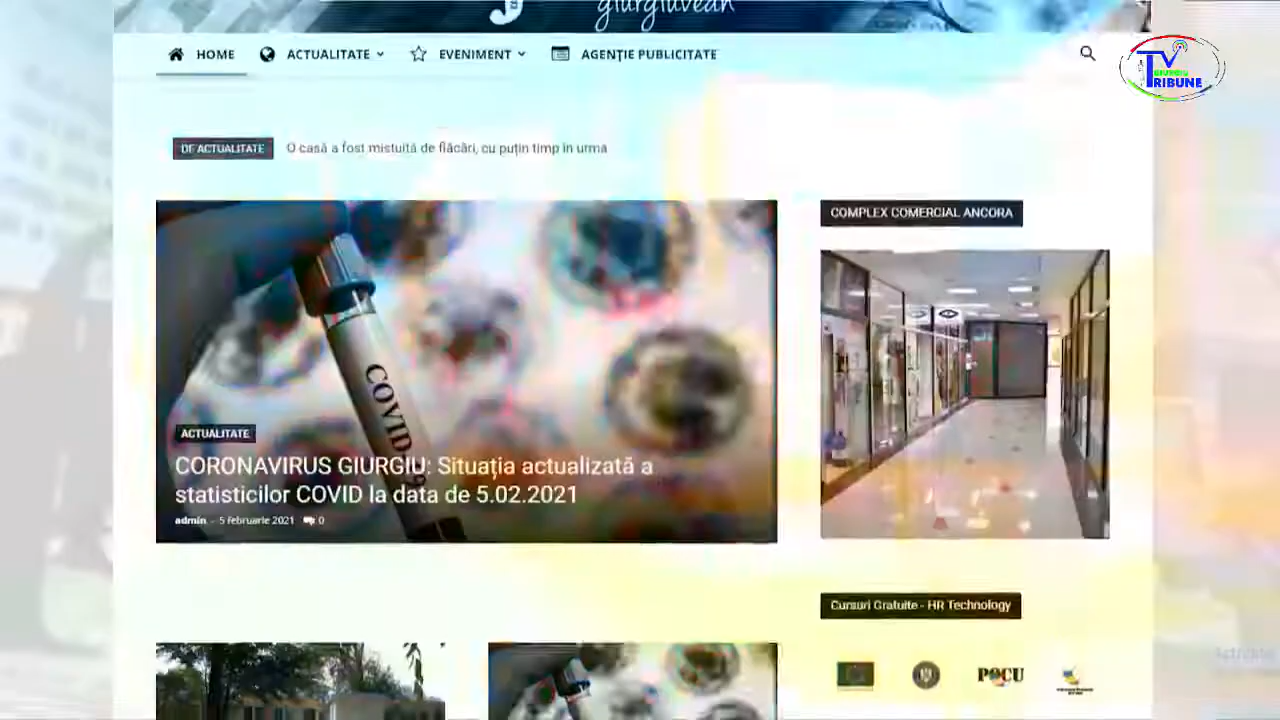 giurgiuvean
HOME
ACTUALITATE
EVENIMENT
AGENȚIE PUBLICITATE
TV
GIURGIU
TRIBUNE
DE ACTUALITATE
O casă a fost mistuită de flăcări, cu puțin timp în urma
COMPLEX COMERCIAL ANCORA
COVID
ACTUALITATE
CORONAVIRUS GIURGIU: Situația actualizată a
statisticilor COVID la data de 5.02.2021
admin - 5 februarie 2021 0
Cursuri Gratuite - HR Technology
POCU